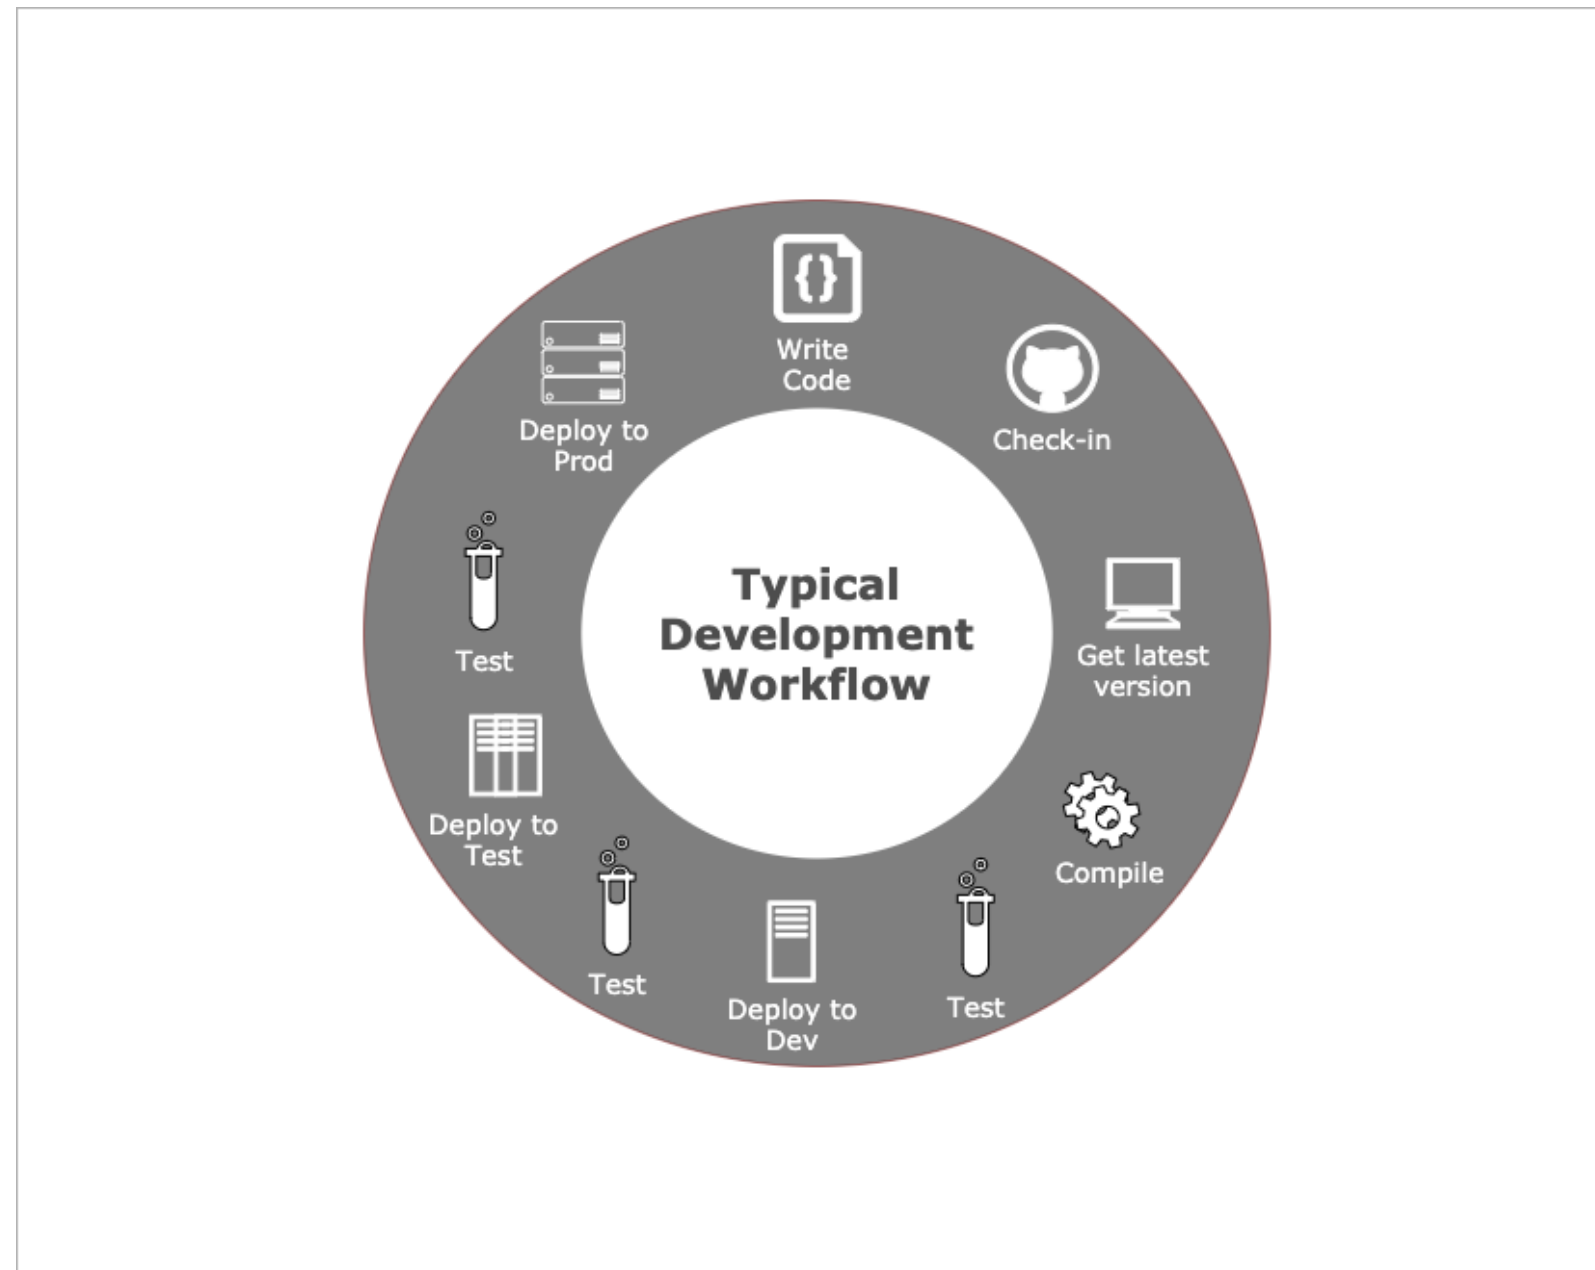 Write
Code
Check-in
Get latest
version
Compile
Test
Deploy to
Dev
Test
Deploy to
Test
Test
Deploy to
Prod
Typical
Development
Workflow